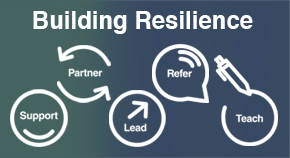 Building Resilience
Support
Partner
Lead
Refer
Teach